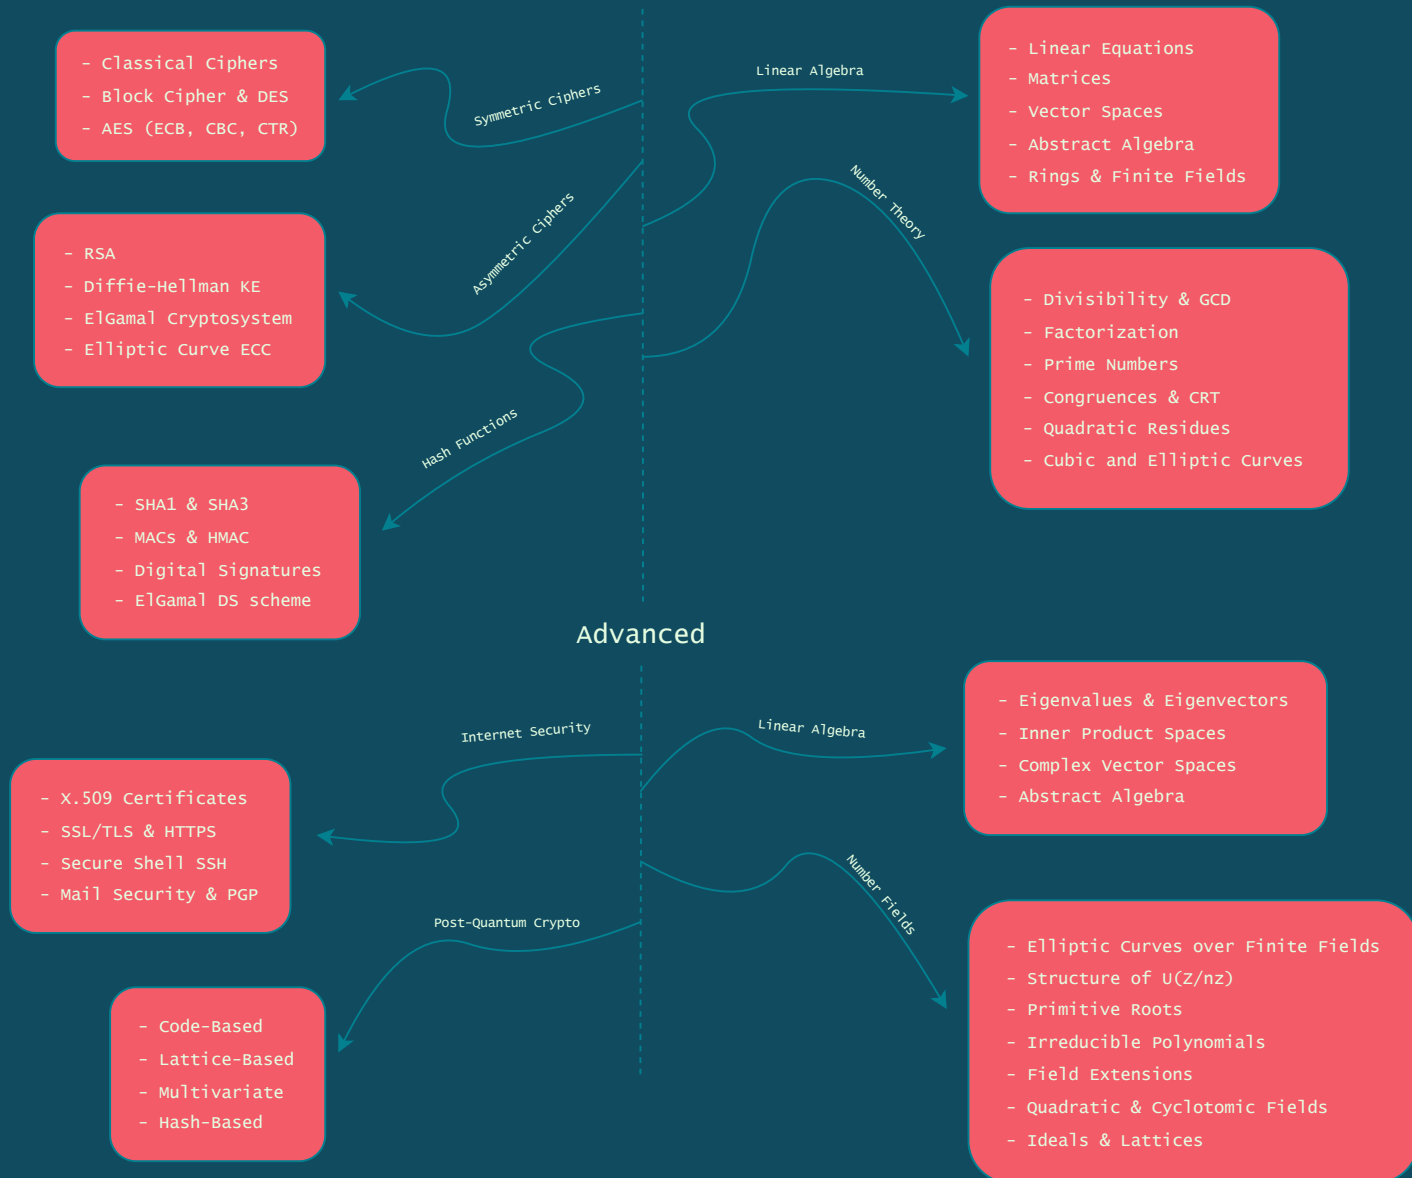 Symmetric Ciphers
- Classical Ciphers
- Block Cipher & DES
- AES (ECB, CBC, CTR)
Linear Algebra
- Linear Equations
- Matrices
- Vector Spaces
- Abstract Algebra
- Rings & Finite Fields
Asymmetric Ciphers
- RSA
- Diffie-Hellman KE
- ElGamal Cryptosystem
- Elliptic Curve ECC
Number Theory
- Divisibility & GCD
- Factorization
- Prime Numbers
- Congruences & CRT
- Quadratic Residues
- Cubic and Elliptic Curves
Hash Functions
- SHA1 & SHA3
- MACs & HMAC
- Digital Signatures
- ElGamal DS scheme
Advanced
Internet Security
- X.509 Certificates
- SSL/TLS & HTTPS
- Secure Shell SSH
- Mail Security & PGP
Linear Algebra
- Eigenvalues & Eigenvectors
- Inner Product Spaces
- Complex Vector Spaces
- Abstract Algebra
Post-Quantum Crypto
- Code-Based
- Lattice-Based
- Multivariate
- Hash-Based
Number Fields
- Elliptic Curves over Finite Fields
- Structure of U(Z/nz)
- Primitive Roots
- Irreducible Polynomials
- Field Extensions
- Quadratic & Cyclotomic Fields
- Ideals & Lattices